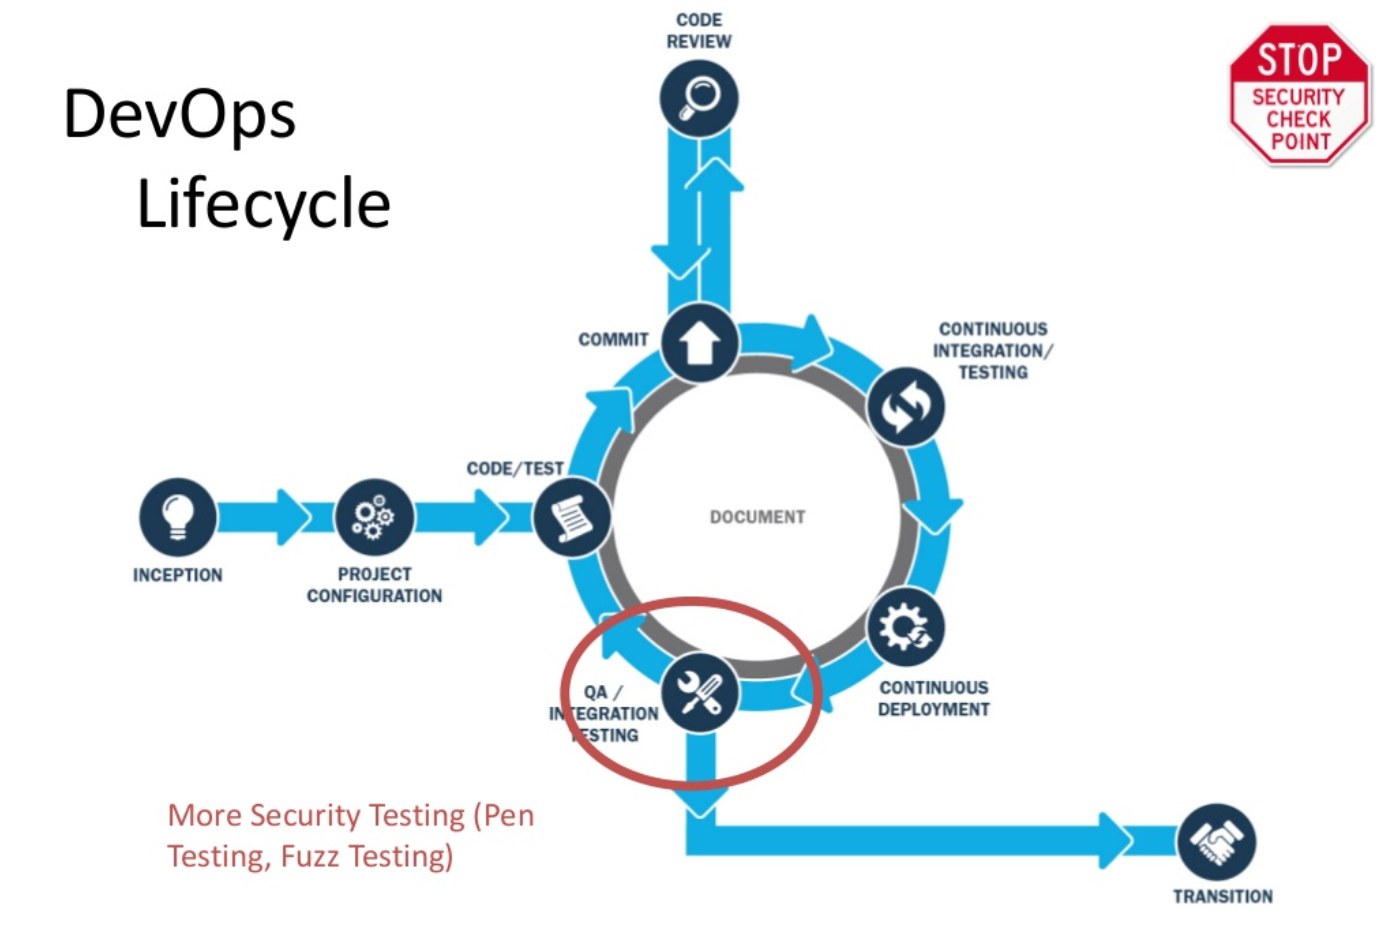 DevOps
Lifecycle
CODE
REVIEW
STOP
SECURITY
CHECK
POINT
COMMIT
CONTINUOUS
INTEGRATION/
TESTING
CODE/TEST
INCEPTION
PROJECT
CONFIGURATION
DOCUMENT
QA /
INTEGRATION
TESTING
CONTINUOUS
DEPLOYMENT
More Security Testing (Pen
Testing, Fuzz Testing)
TRANSITION